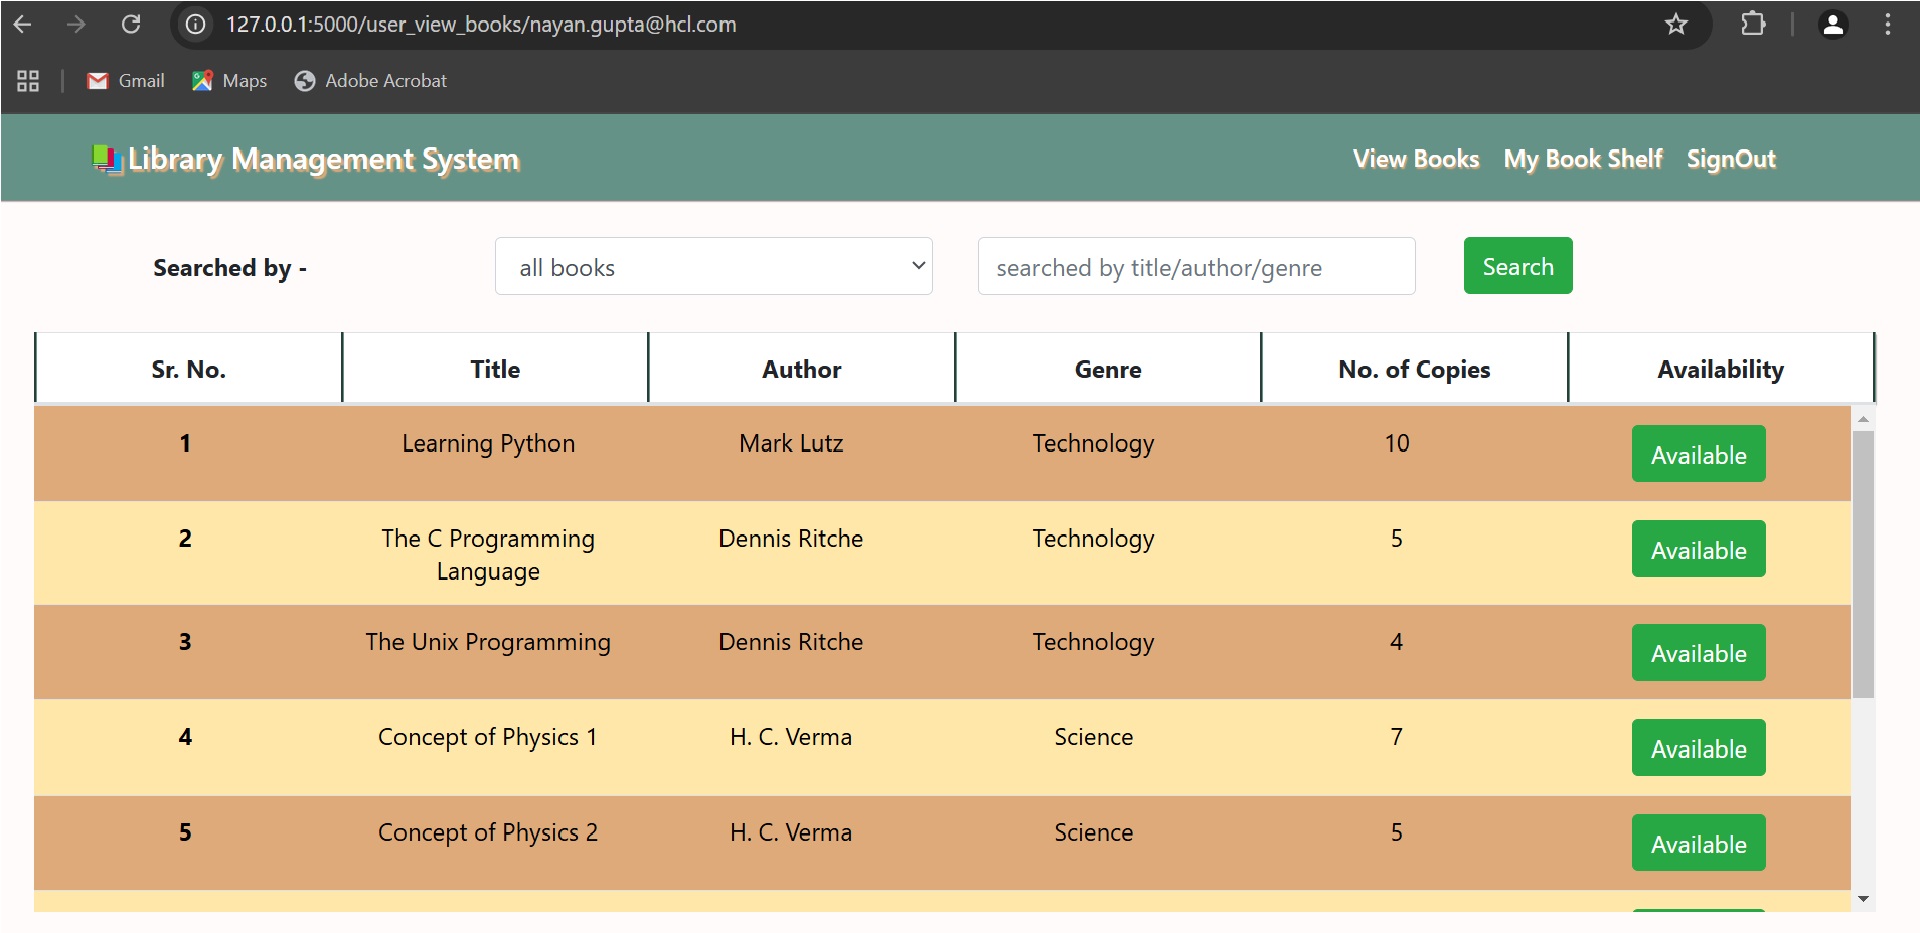 127.0.0.1:5000/user_view_books/nayan.gupta@hcl.com
Gmail Maps Adobe Acrobat
Library Management System View Books My Book Shelf SignOut
Searched by - all books searched by title/author/genre Search
Sr. No. Title Author Genre No. of Copies Availability
1 Learning Python Mark Lutz Technology 10 Available
2 The C Programming Dennis Ritche Technology 5 Available
Language
3 The Unix Programming Dennis Ritche Technology 4 Available
4 Concept of Physics 1 H. C. Verma Science 7 Available
5 Concept of Physics 2 H. C. Verma Science 5 Available